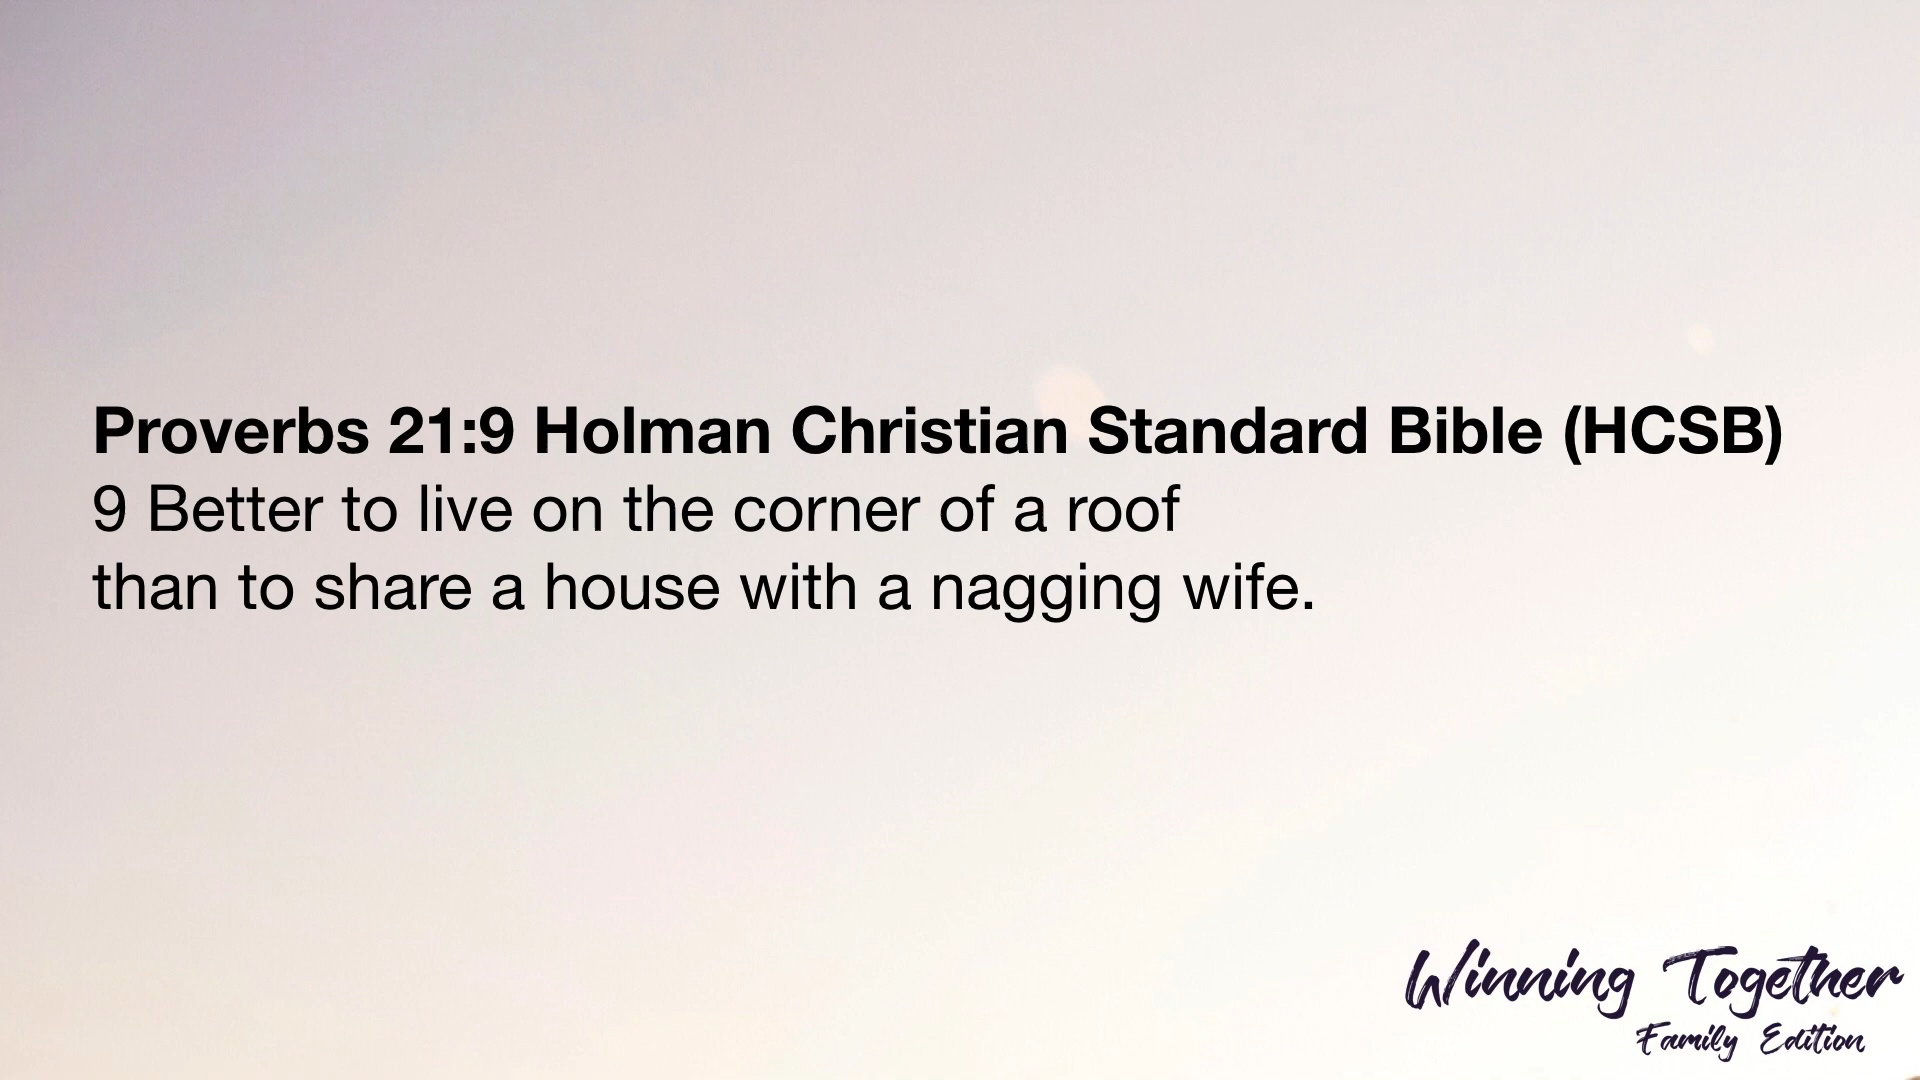 Proverbs 21:9 Holman Christian Standard Bible (HCSB)
9 Better to live on the corner of a roof
than to share a house with a nagging wife.
Winning Together
Family Edition